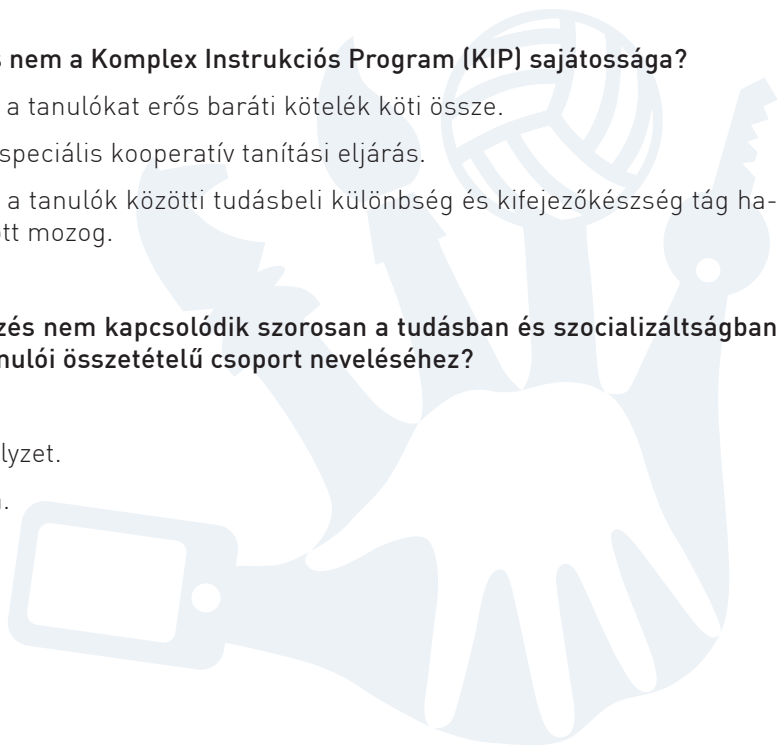 s nem a Komplex Instrukciós Program (KIP) sajátossága?
a tanulókat erős baráti kötelék köti össze.
speciális kooperatív tanítási eljárás.
a tanulók közötti tudásbeli különbség és kifejezőkészség tág ha-
tt mozog.
zés nem kapcsolódik szorosan a tudásban és szocializáltságban
nulói összetételű csoport neveléséhez?
lyzet.